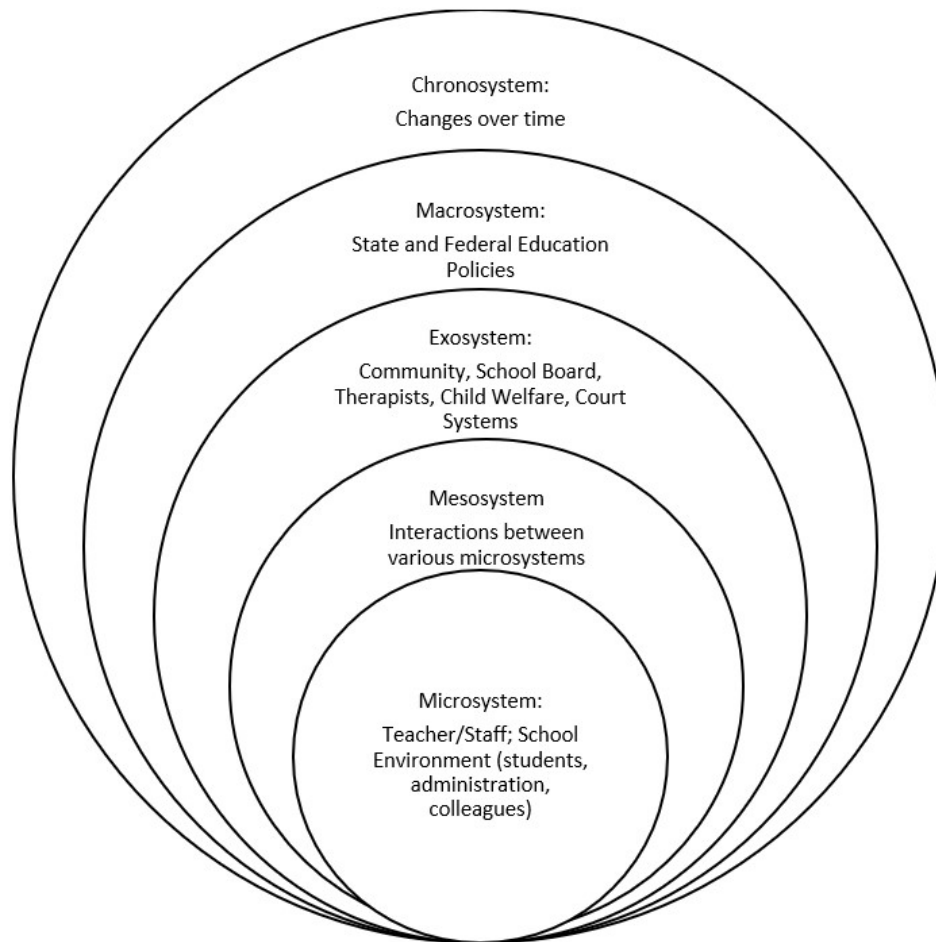 Chronosystem:
Changes over time
Macrosystem:
State and Federal Education
Policies
Exosystem:
Community, School Board,
Therapists, Child Welfare, Court
Systems
Mesosystem
Interactions between
various microsystems
Microsystem:
Teacher/Staff; School
Environment (students,
administration,
colleagues)